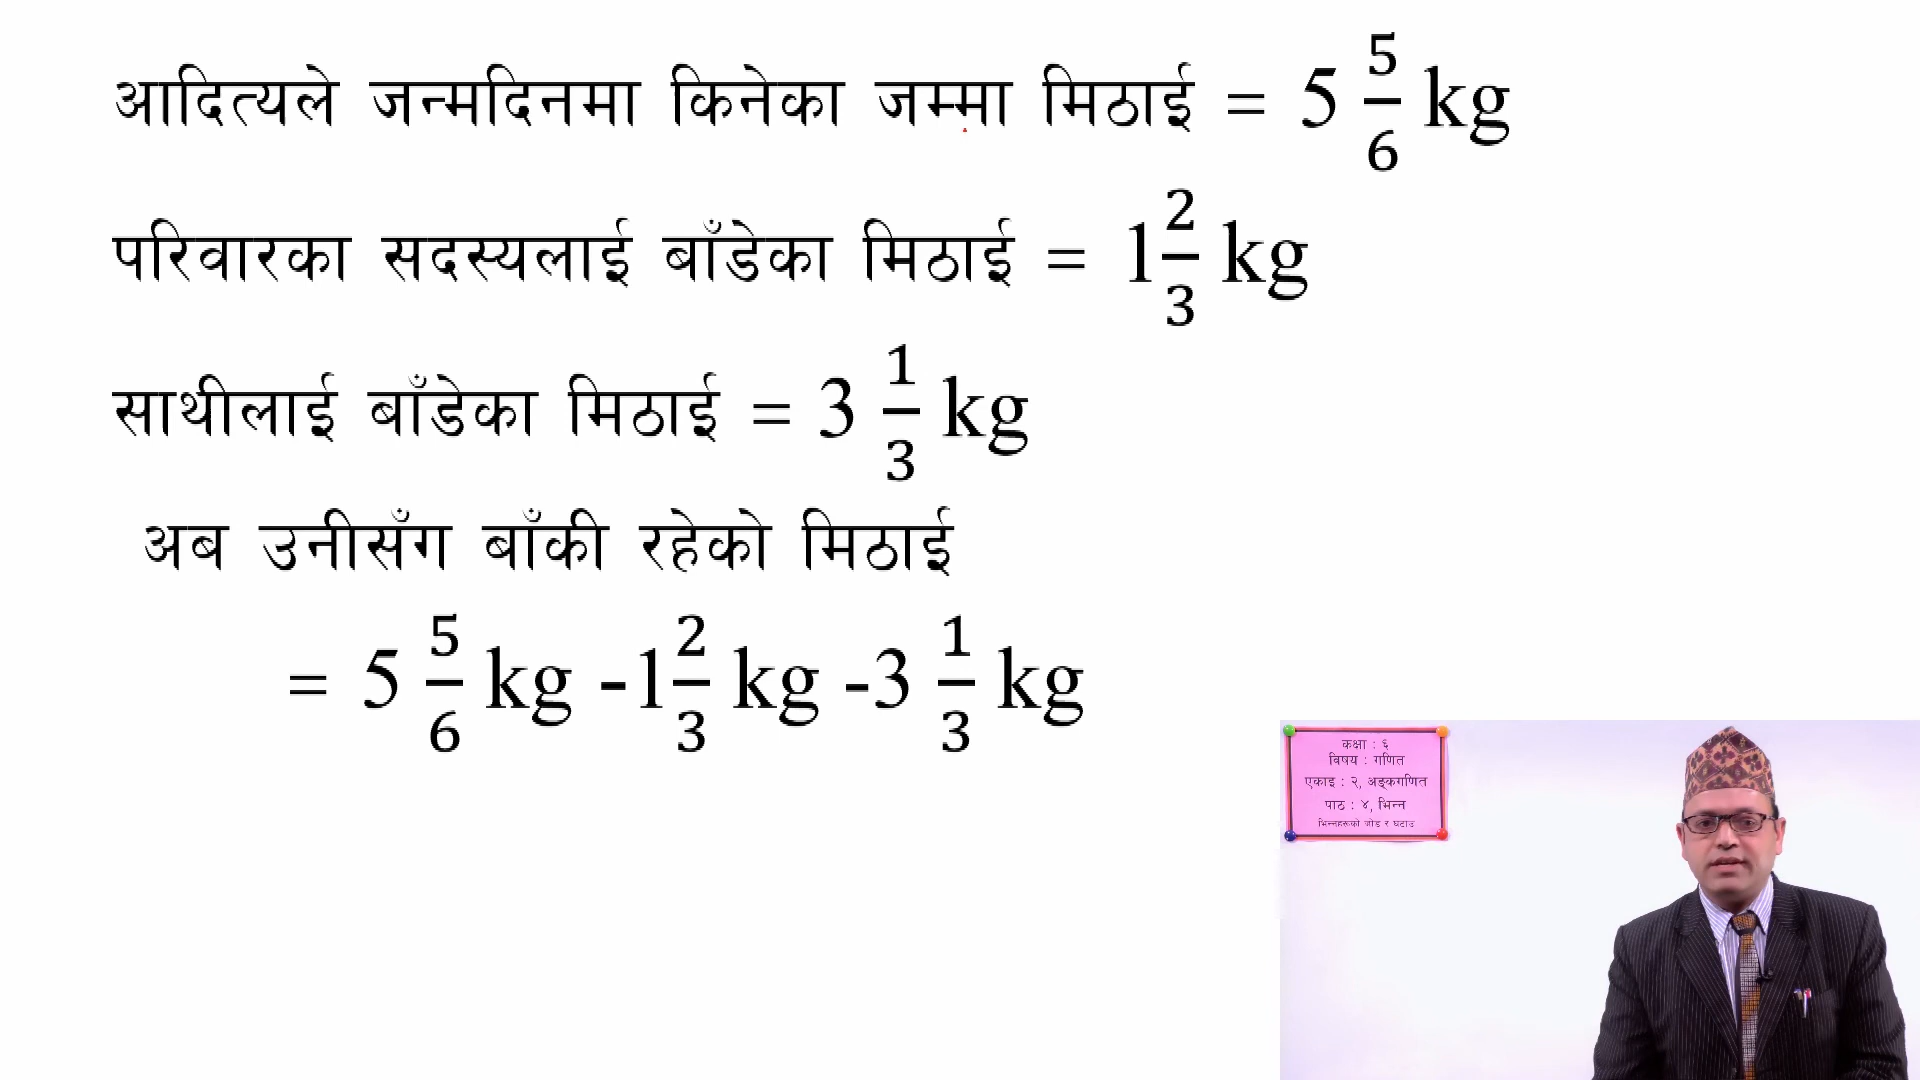 आदित्यले जन्मदिनमा किनेका जम्मा मिठाई = 5 5/6 kg
परिवारका सदस्यलाई बाँडेका मिठाई = 1 2/3 kg
साथीलाई बाँडेका मिठाई = 3 1/3 kg
अब उनीसँग बाँकी रहेको मिठाई
= 5 5/6 kg -1 2/3 kg -3 1/3 kg
कक्षा : ६
विषय : गणित
एकाइ : २, अङ्कगणित
पाठ : ४, भिन्न
भिन्नहरूको जोड र घटाउ